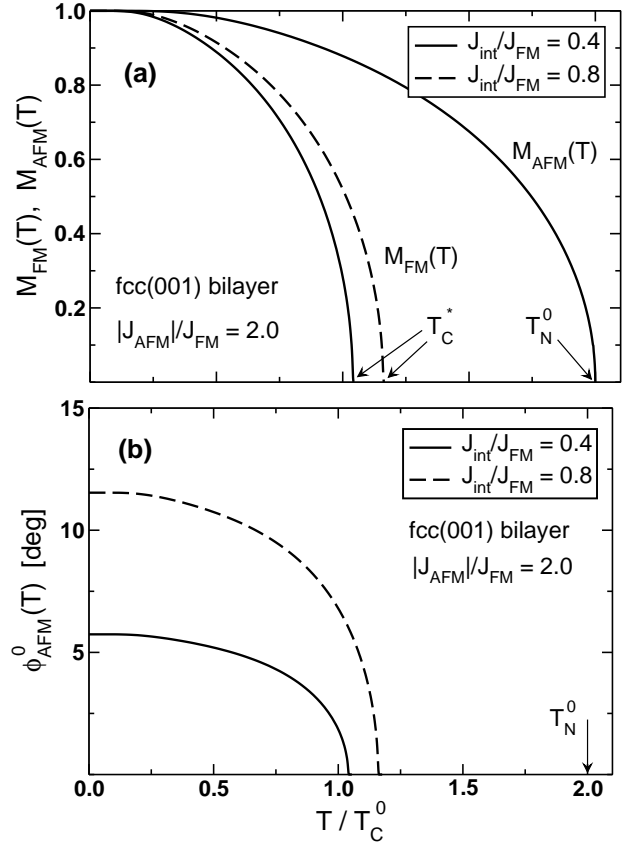 1.0
0.8
0.6
0.4
0.2
M_FM(T), M_AFM(T)
(a)
J_int/J_FM = 0.4
J_int/J_FM = 0.8
M_AFM(T)
M_FM(T)
fcc(001) bilayer
|J_AFM|/J_FM = 2.0
T_C^*
T_N^0
15
10
5
0
ϕ^0_AFM(T) [deg]
(b)
J_int/J_FM = 0.4
J_int/J_FM = 0.8
fcc(001) bilayer
|J_AFM|/J_FM = 2.0
T_N^0
0.0 0.5 1.0 1.5 2.0
T / T_C^0